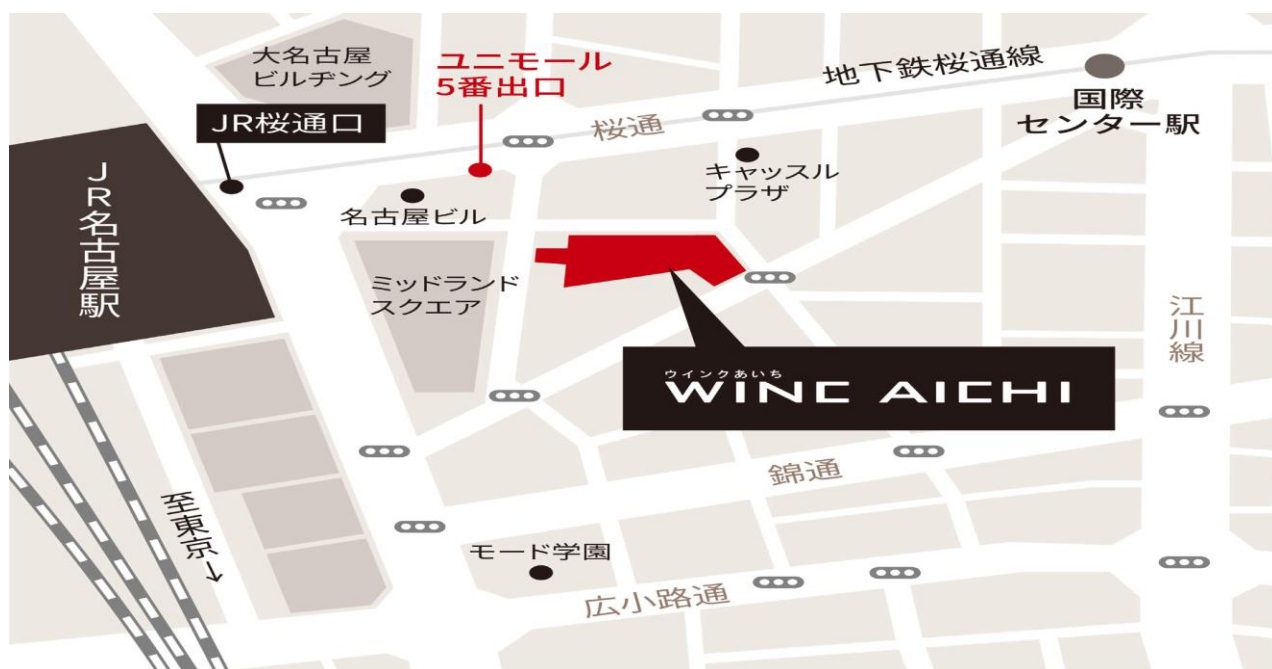 大名古屋
ビルヂング
ユニモール
5番出口
地下鉄桜通線
国際
センター駅
JR桜通口
桜通
キャッスル
プラザ
JR名古屋駅
名古屋ビル
ミッドランド
スクエア
江川線
ウインクあいち
WINC AICHI
錦通
至東京→
モード学園
広小路通